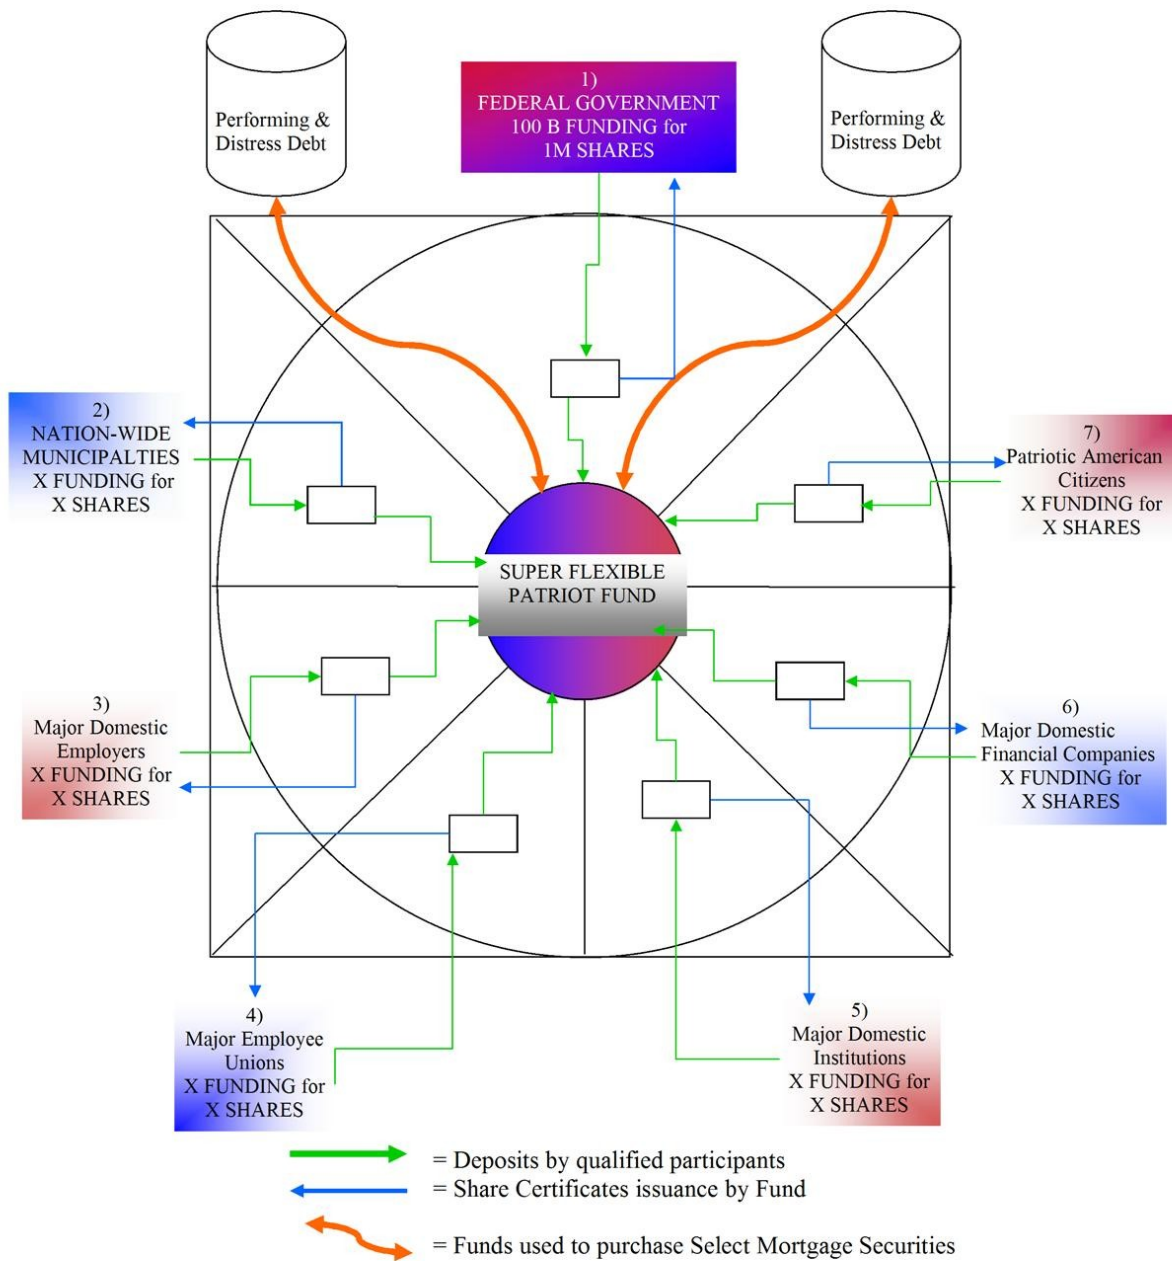 Performing &
Distress Debt
1)
FEDERAL GOVERNMENT
100 B FUNDING for
1M SHARES
Performing &
Distress Debt
2)
NATION-WIDE
MUNICIPALTIES
X FUNDING for
X SHARES
7)
Patriotic American
Citizens
X FUNDING for
X SHARES
SUPER FLEXIBLE
PATRIOT FUND
3)
Major Domestic
Employers
X FUNDING for
X SHARES
6)
Major Domestic
Financial Companies
X FUNDING for
X SHARES
4)
Major Employee
Unions
X FUNDING for
X SHARES
5)
Major Domestic
Institutions
X FUNDING for
X SHARES
= Deposits by qualified participants
= Share Certificates issuance by Fund
= Funds used to purchase Select Mortgage Securities